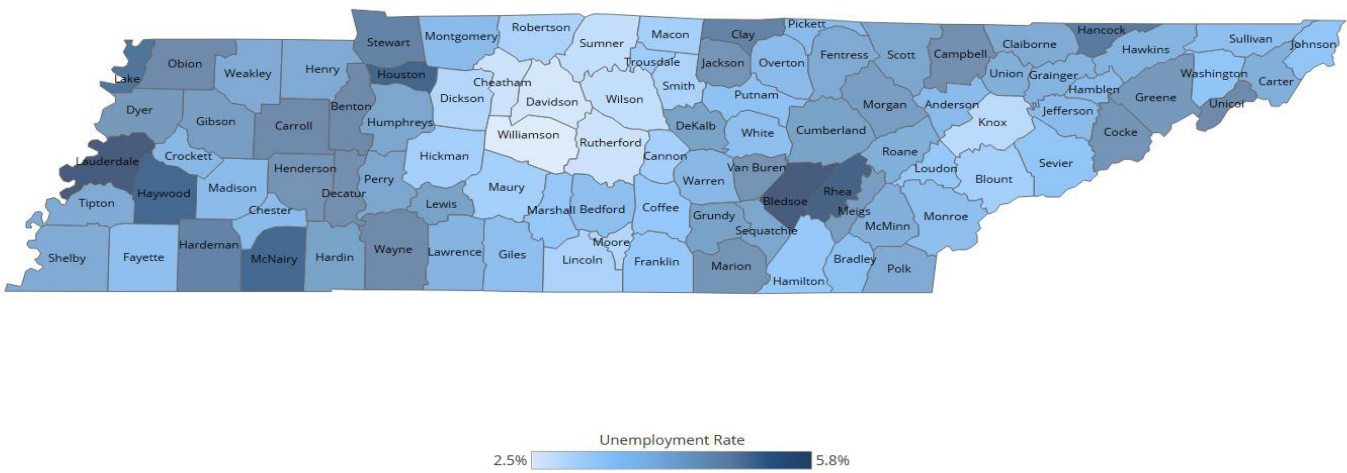 Pickett
Stewart Montgomery Robertson Sumner Macon Clay Hancock Sullivan Johnson
Lake Obion Weakley Henry Houston Cheatham Trousdale Jackson Overton Fentress Scott Campbell Claiborne Hawkins
Dickson Davidson Wilson Smith Putnam Union Grainger Hamblen Washington Carter
Dyer Gibson Carroll Benton Humphreys Williamson Rutherford DeKalb White Cumberland Morgan Anderson Knox Jefferson Greene Unicoi
Cocke
Lauderdale Crockett Henderson Hickman Cannon Van Buren Roane Loudon Blount Sevier
Haywood Madison Decatur Perry Maury Warren Bledsoe Rhea
Tipton Chester Lewis Marshall Bedford Coffee Grundy Sequatchie Meigs McMinn Monroe
Shelby Fayette Hardeman McNairy Hardin Wayne Lawrence Giles Moore Lincoln Franklin Marion Hamilton Bradley Polk
Unemployment Rate
2.5% 5.8%